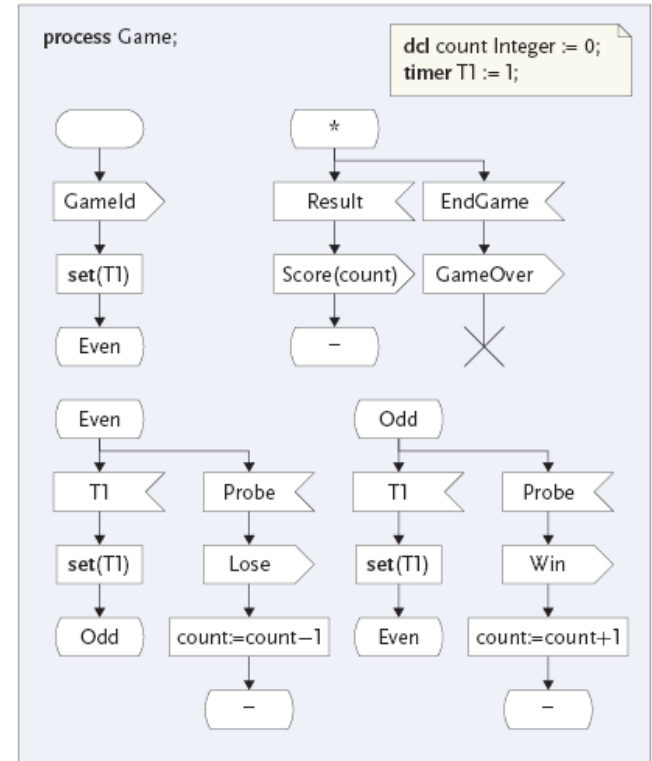 process Game;
dcl count Integer := 0;
timer T1 := 1;
*
GameId
Result
EndGame
set(T1)
Score(count)
GameOver
Even
–
Even
Odd
T1
Probe
T1
Probe
set(T1)
Lose
set(T1)
Win
Odd
count:=count–1
Even
count:=count+1
–
–